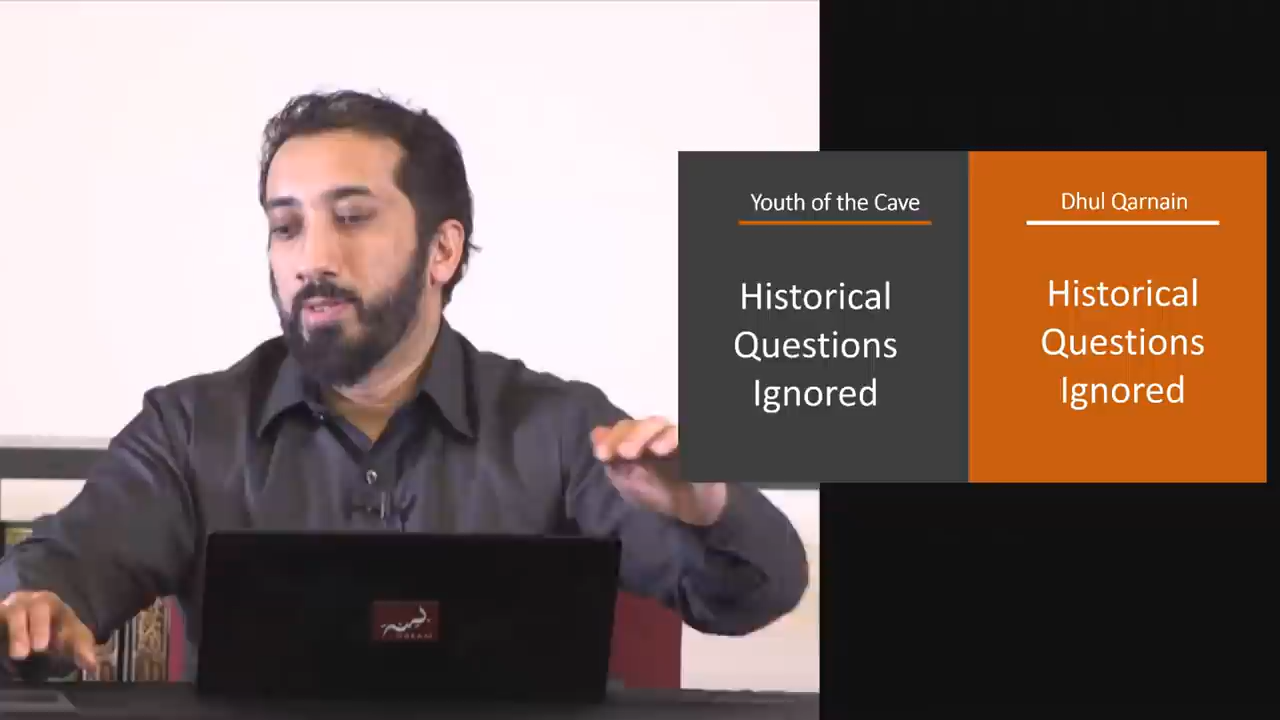 Youth of the Cave
Historical
Questions
Ignored
Dhul Qarnain
Historical
Questions
Ignored